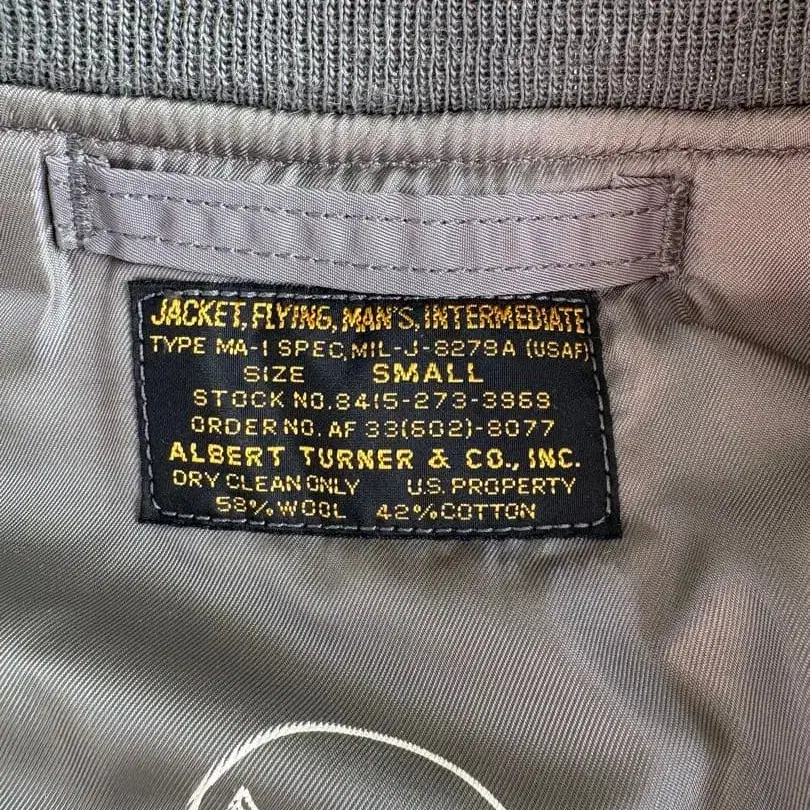 JACKET, FLYING, MAN'S, INTERMEDIATE
TYPE MA-1 SPEC, MIL-J-8279A (USAF)
SIZE SMALL
STOCK NO. 8415-273-3969
ORDER NO. AF 33(602)-8077
ALBERT TURNER & CO., INC.
DRY CLEAN ONLY U.S. PROPERTY
58% WOOL 42% COTTON